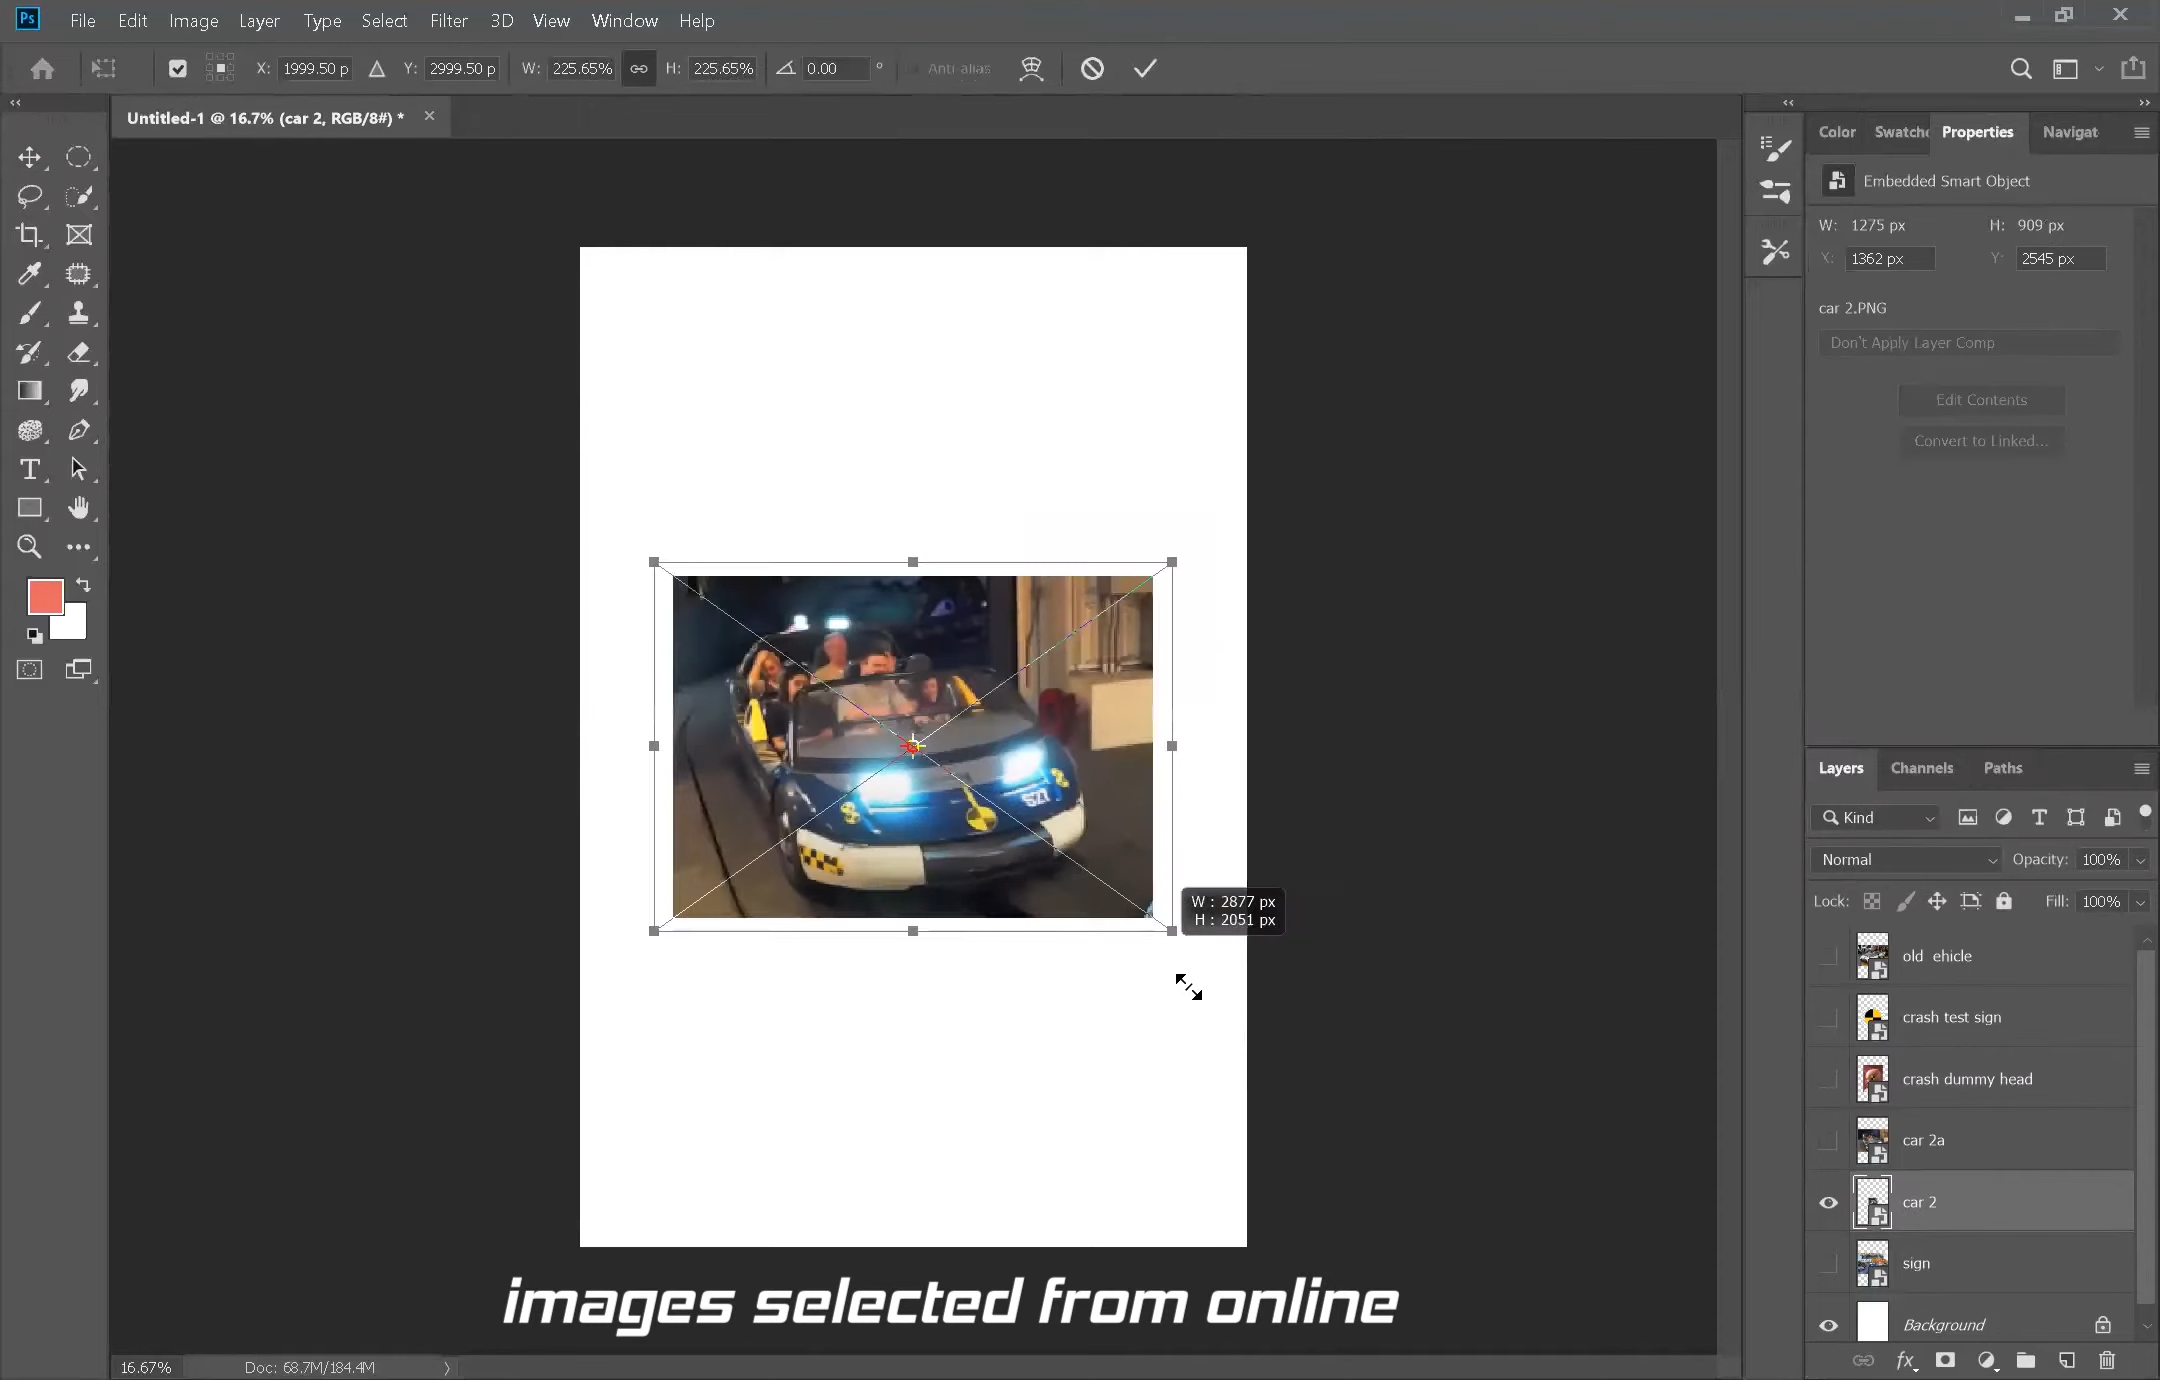 Ps File Edit Image Layer Type Select Filter 3D View Window Help
X: 1999.50 p Y: 2999.50 p W: 225.65% H: 225.65% 0.00 ° Anti-alias
Untitled-1 @ 16.7% (car 2, RGB/8#) *
Color Swatche Properties Navigat
Embedded Smart Object
W: 1275 px H: 909 px
X: 1362 px Y: 2545 px
car 2.PNG
Don't Apply Layer Comp
Edit Contents
Convert to Linked...
T
SZ1
W : 2877 px
H : 2051 px
Layers Channels Paths
Kind
Normal Opacity: 100%
Lock: Fill: 100%
old ehicle
crash test sign
crash dummy head
car 2a
car 2
sign
Background
fx
images selected from online
16.67% Doc: 68.7M/184.4M